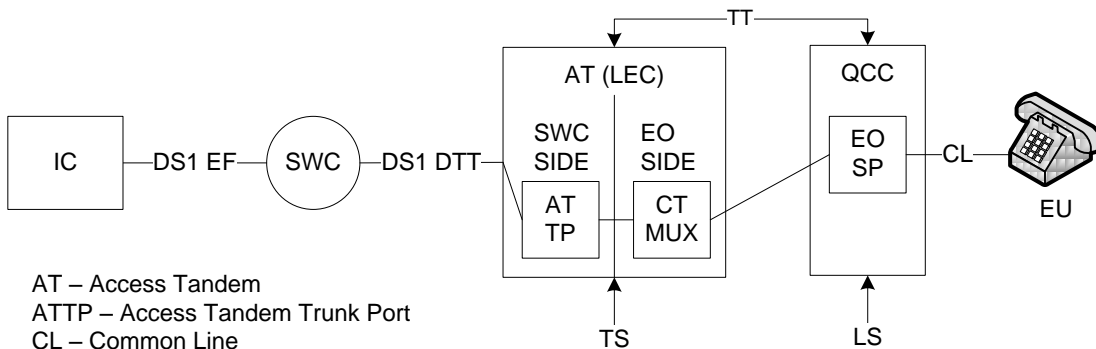 TT
AT (LEC)
QCC
SWC
SIDE
EO
SIDE
IC
DS1 EF
SWC
DS1 DTT
AT
TP
CT
MUX
EO
SP
CL
EU
AT – Access Tandem
ATTP – Access Tandem Trunk Port
CL – Common Line
TS
LS